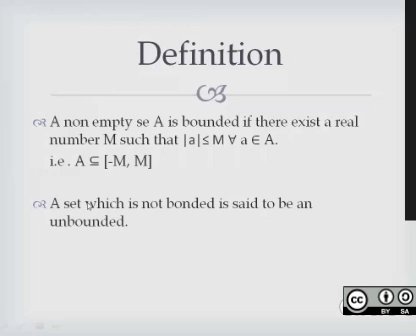 Definition
A non empty se A is bounded if there exist a real
number M such that |a|≤ M ∀ a ∈ A.
i.e. A ⊆ [-M, M]
A set which is not bonded is said to be an
unbounded.
cc
BY SA